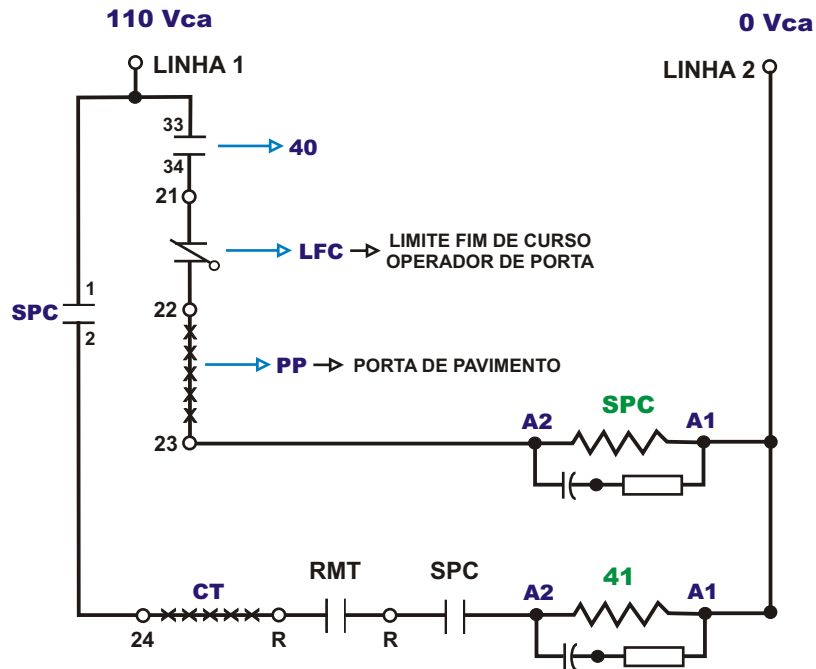 110 Vca
0 Vca
LINHA 1
LINHA 2
33
34
40
21
LFC
LIMITE FIM DE CURSO
OPERADOR DE PORTA
1
SPC
2
22
PP
PORTA DE PAVIMENTO
23
A2
SPC
A1
24
CT
R
RMT
R
SPC
A2
41
A1